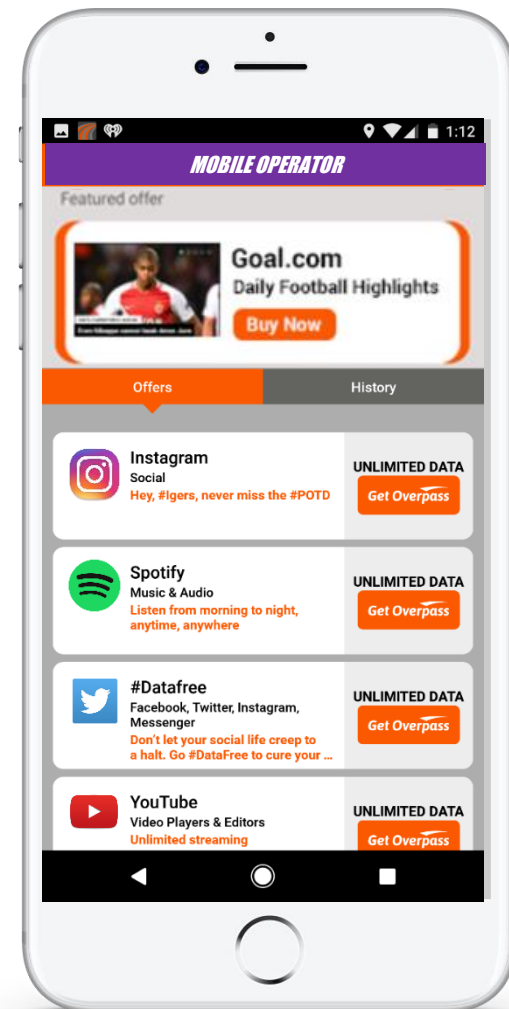 1:12
MOBILE OPERATOR
Featured offer
Goal.com
Daily Football Highlights
Buy Now
Offers
History
Instagram
Social
Hey, #Igers, never miss the #POTD
UNLIMITED DATA
Get Overpass
Spotify
Music & Audio
Listen from morning to night,
anytime, anywhere
UNLIMITED DATA
Get Overpass
#Datafree
Facebook, Twitter, Instagram,
Messenger
Don't let your social life creep to
a halt. Go #DataFree to cure your ...
UNLIMITED DATA
Get Overpass
YouTube
Video Players & Editors
Unlimited streaming
UNLIMITED DATA
Get Overpass